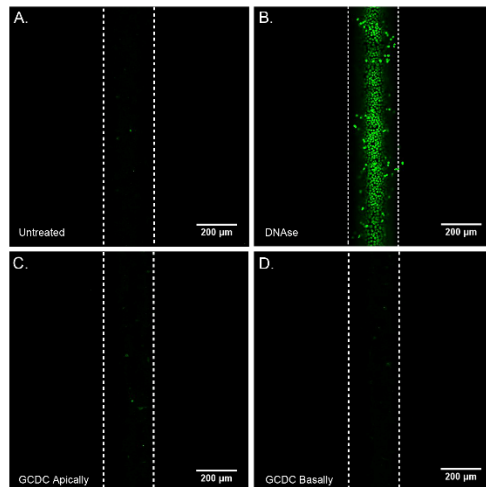 A.
B.
Untreated
200 µm
DNAse
200 µm
C.
D.
GCDC Apically
200 µm
GCDC Basally
200 µm